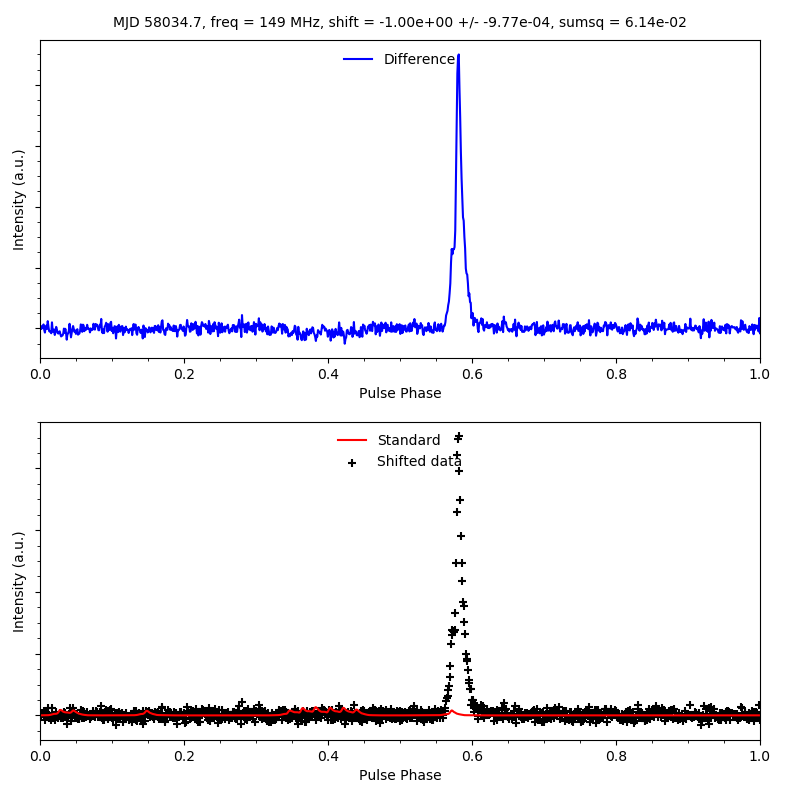 MJD 58034.7, freq = 149 MHz, shift = -1.00e+00 +/- -9.77e-04, sumsq = 6.14e-02
Difference
Intensity (a.u.)
0.0 0.2 0.4 0.6 0.8 1.0
Pulse Phase
Standard
Shifted data
Intensity (a.u.)
0.0 0.2 0.4 0.6 0.8 1.0
Pulse Phase